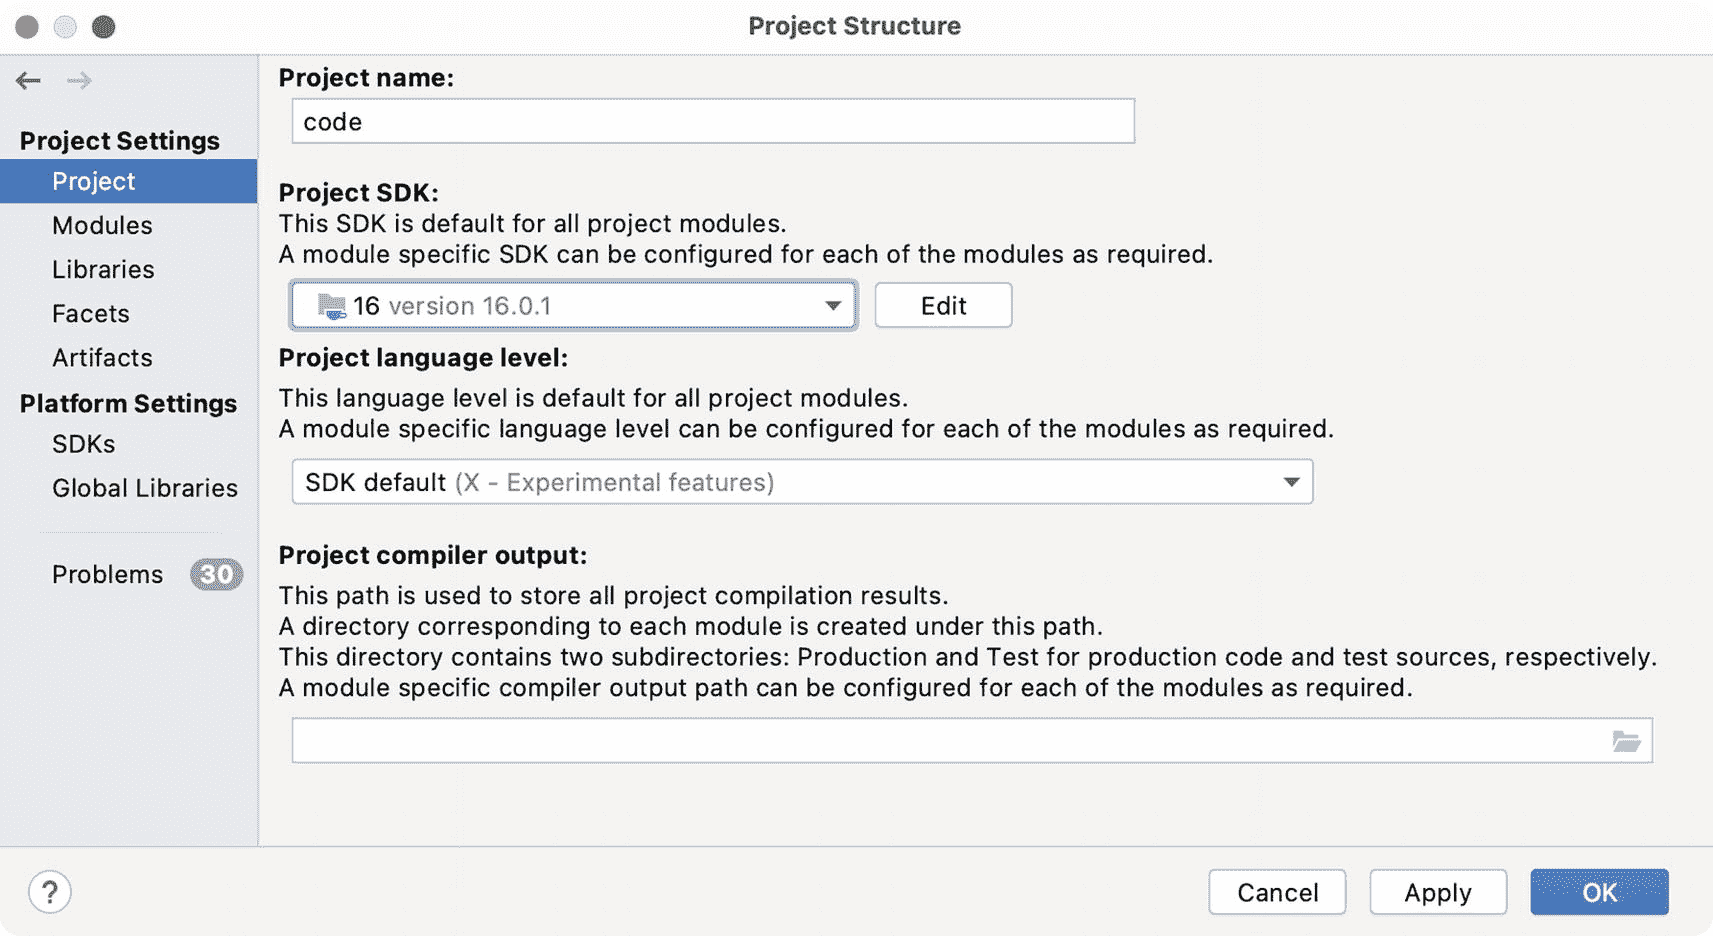 Project Structure
Project Settings
Project
Modules
Libraries
Facets
Artifacts
Platform Settings
SDKs
Global Libraries
Problems 30
Project name:
code
Project SDK:
This SDK is default for all project modules.
A module specific SDK can be configured for each of the modules as required.
16 version 16.0.1 Edit
Project language level:
This language level is default for all project modules.
A module specific language level can be configured for each of the modules as required.
SDK default (X - Experimental features)
Project compiler output:
This path is used to store all project compilation results.
A directory corresponding to each module is created under this path.
This directory contains two subdirectories: Production and Test for production code and test sources, respectively.
A module specific compiler output path can be configured for each of the modules as required.
? Cancel Apply OK